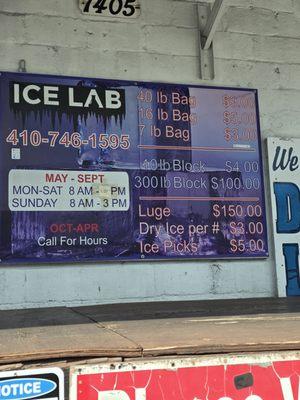 1405
ICE LAB
410-746-1595
MAY - SEPT
MON-SAT 8 AM - PM
SUNDAY 8 AM - 3 PM
OCT-APR
Call For Hours
40 lb Bag
16 lb Bag
7 lb Bag $3.00
40 lb Block $4.00
300 lb Block $100.00
Luge $150.00
Dry Ice per # $3.00
Ice Picks $5.00
We
D
NOTICE